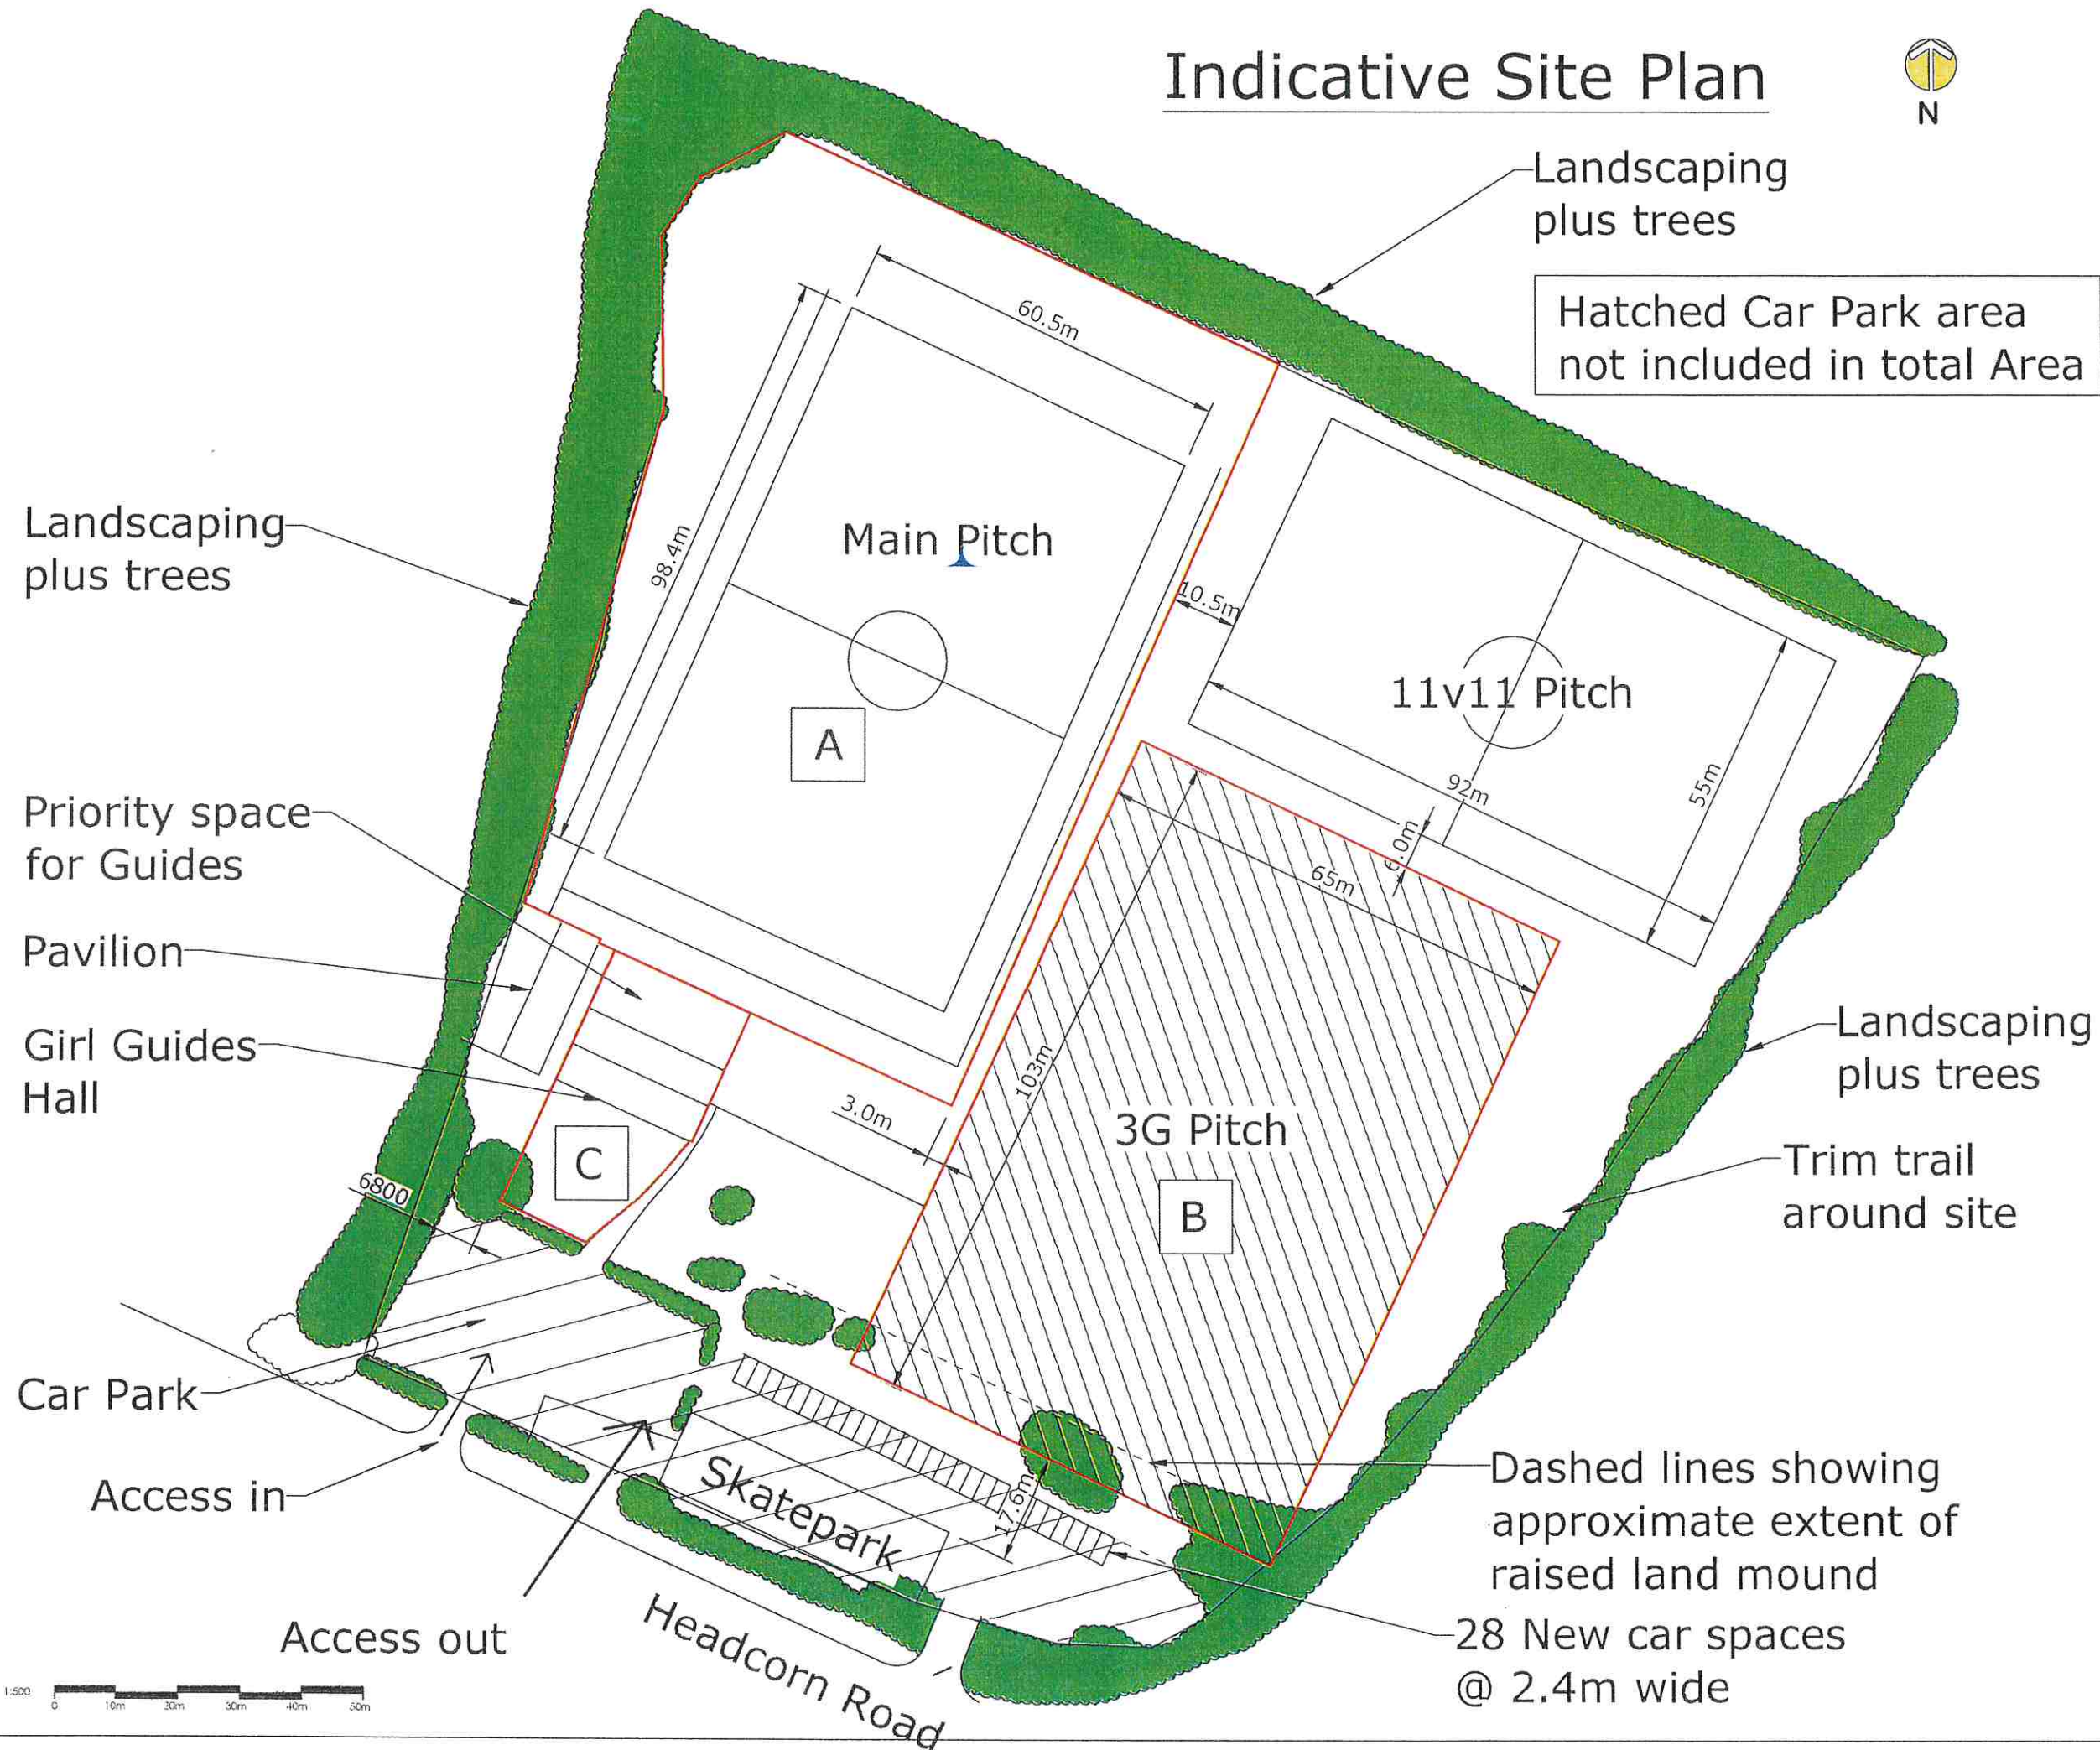 Indicative Site Plan
N
Landscaping
plus trees
Hatched Car Park area
not included in total Area
60.5m
98.4m
Main Pitch
A
10.5m
11v11 Pitch
92m
55m
6.0m
65m
103m
3G Pitch
B
3.0m
C
6800
17.6m
Landscaping
plus trees
Priority space
for Guides
Pavilion
Girl Guides
Hall
Car Park
Access in
Access out
Skatepark
Headcorn Road
Landscaping
plus trees
Trim trail
around site
Dashed lines showing
approximate extent of
raised land mound
28 New car spaces
@ 2.4m wide
1:500
0 10m 20m 30m 40m 50m